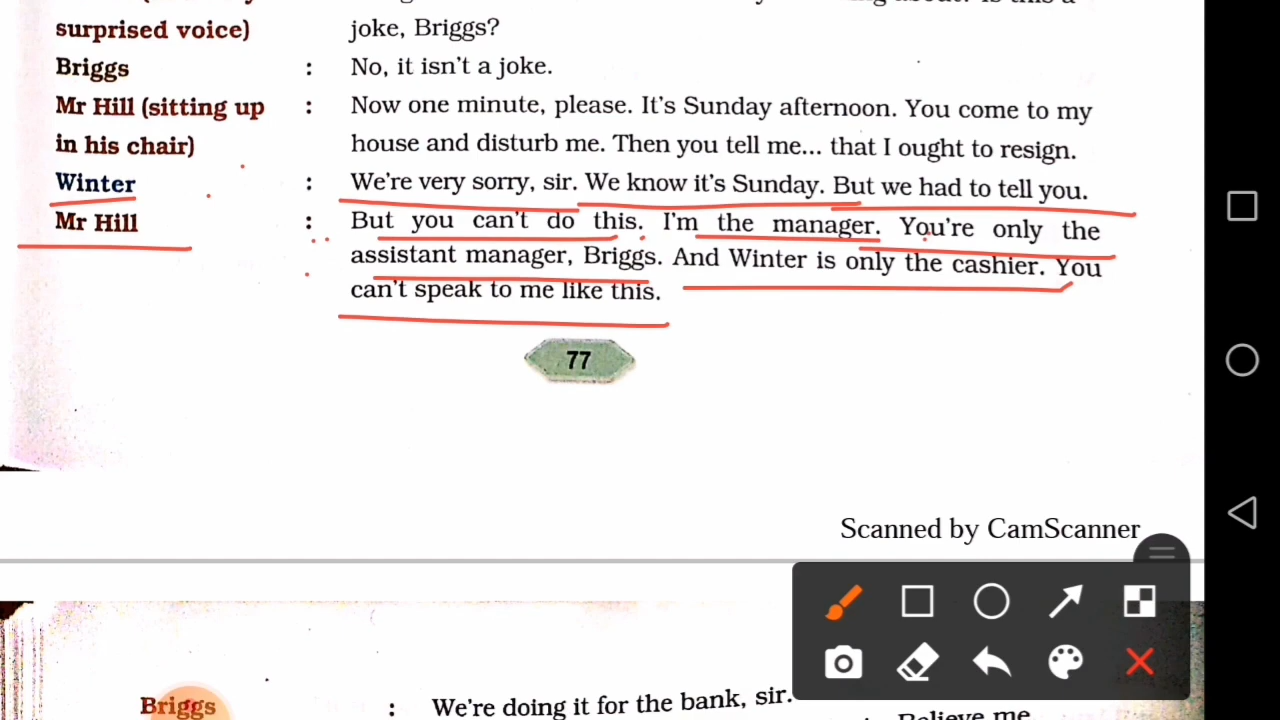 surprised voice) joke, Briggs?
Briggs : No, it isn't a joke.
Mr Hill (sitting up : Now one minute, please. It's Sunday afternoon. You come to my
in his chair) house and disturb me. Then you tell me... that I ought to resign.
Winter : We're very sorry, sir. We know it's Sunday. But we had to tell you.
Mr Hill : But you can't do this. I'm the manager. You're only the
assistant manager, Briggs. And Winter is only the cashier. You
can't speak to me like this.
77
Scanned by CamScanner
Briggs : We're doing it for the bank, sir.
Believe me